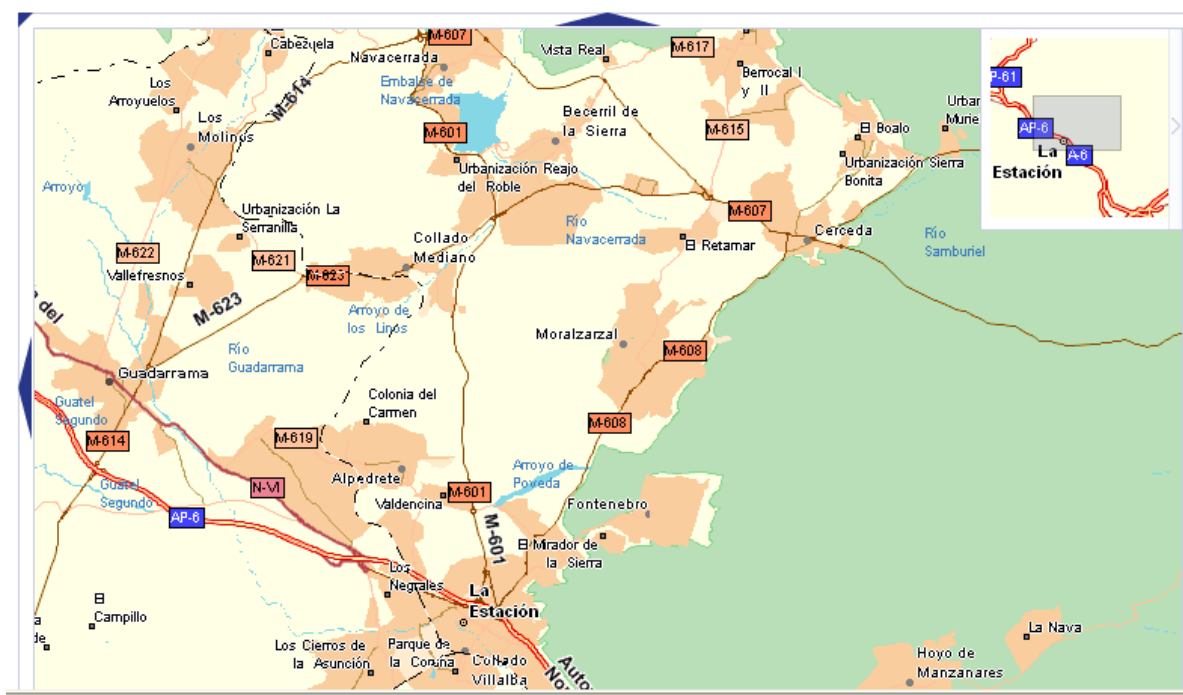 M-607
M-617
Cabezuela
Navacerrada
Vista Real
Los
Arroyuelos
M-614
Embalse de
Navacerrada
Berrocal I
y II
P-61
Los
Molinos
M-601
Becerril de
la Sierra
M-615
Boalo
AP-6
A-6
La
Estación
Arroyo
Urbanización Reajo
del Roble
Urbanización Sierra
Bonita
Urbanización La
Serranilla
M-622
M-621
Collado
Mediano
Río
Navacerrada
M-607
Retamar
Cerceda
Río
Samburiel
Vallefresnos
M-623
M-623
del
Arroyo de
los Linos
Moralzarzal
M-608
Río
Guadarrama
Guadarrama
Colonia del
Carmen
Guatel
Segundo
M-614
M-619
M-608
Alpedrete
Arroyo de
Poveda
Guatel
Segundo
N-VI
Valdencina
M-601
Fontenebro
AP-6
M-601
Mirador de
la Sierra
Los
Negrales
La
Estación
Campillo
La Nava
Los Cierros de
la Asunción
Parque de
la Coruña
Collado
Villalba
Hoyo de
Manzanares